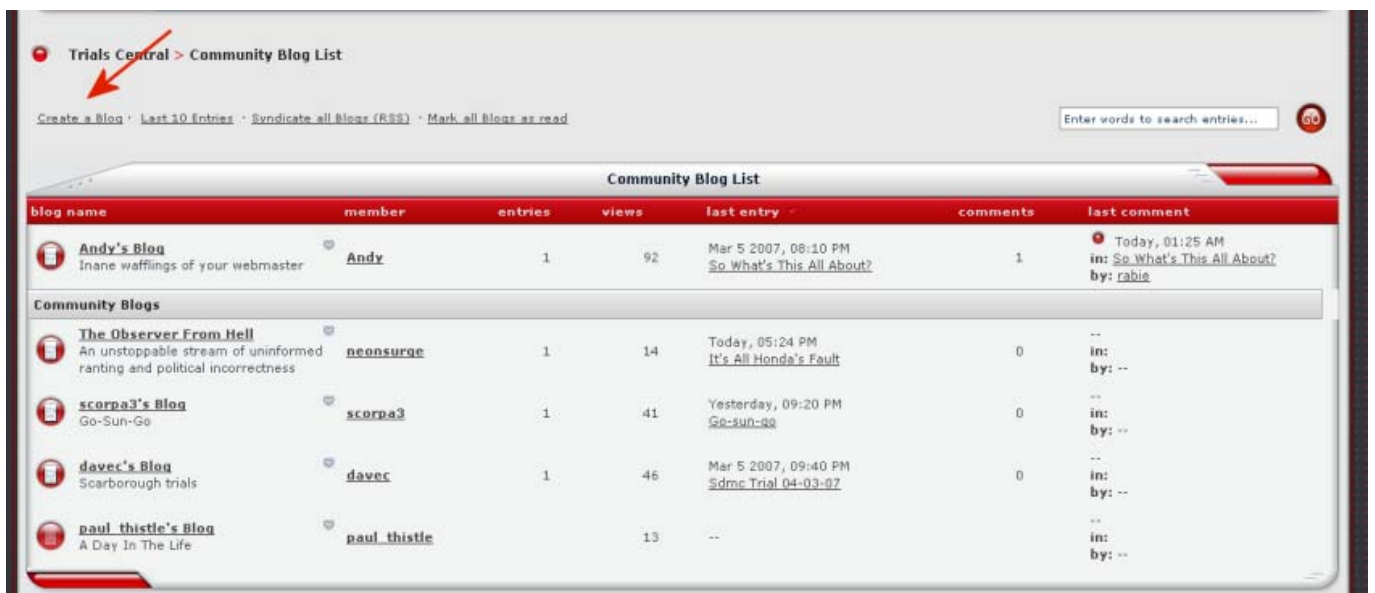 Trials Central > Community Blog List
Create a Blog · Last 10 Entries · Syndicate all Blogs (RSS) · Mark all Blogs as read
Enter words to search entries...
GO
Community Blog List
blog name member entries views last entry comments last comment
Andy's Blog
Inane wafflings of your webmaster
Andy
1
92
Mar 5 2007, 08:10 PM
So What's This All About?
1
Today, 01:25 AM
in: So What's This All About?
by: rabie
Community Blogs
The Observer From Hell
An unstoppable stream of uninformed
ranting and political incorrectness
neonsurge
1
14
Today, 05:24 PM
It's All Honda's Fault
0
--
in:
by: --
scorpa3's Blog
Go-Sun-Go
scorpa3
1
41
Yesterday, 09:20 PM
Go-sun-go
0
--
in:
by: --
davec's Blog
Scarborough trials
davec
1
46
Mar 5 2007, 09:40 PM
Sdmc Trial 04-03-07
0
--
in:
by: --
paul_thistle's Blog
A Day In The Life
paul_thistle
13
--
--
in:
by: --